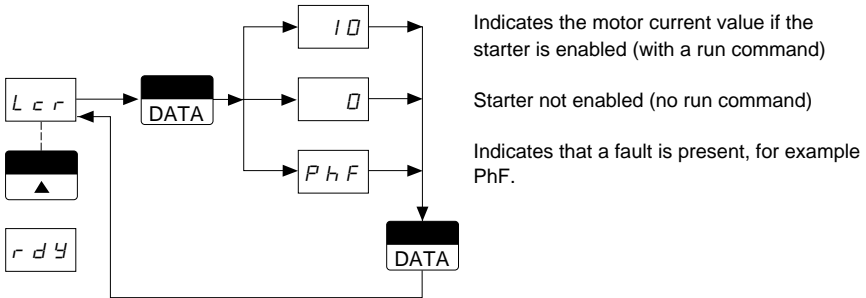 10
Indicates the motor current value if the
starter is enabled (with a run command)
Lcr
DATA
0
Starter not enabled (no run command)
PhF
Indicates that a fault is present, for example
PhF.
▲
rdY
DATA